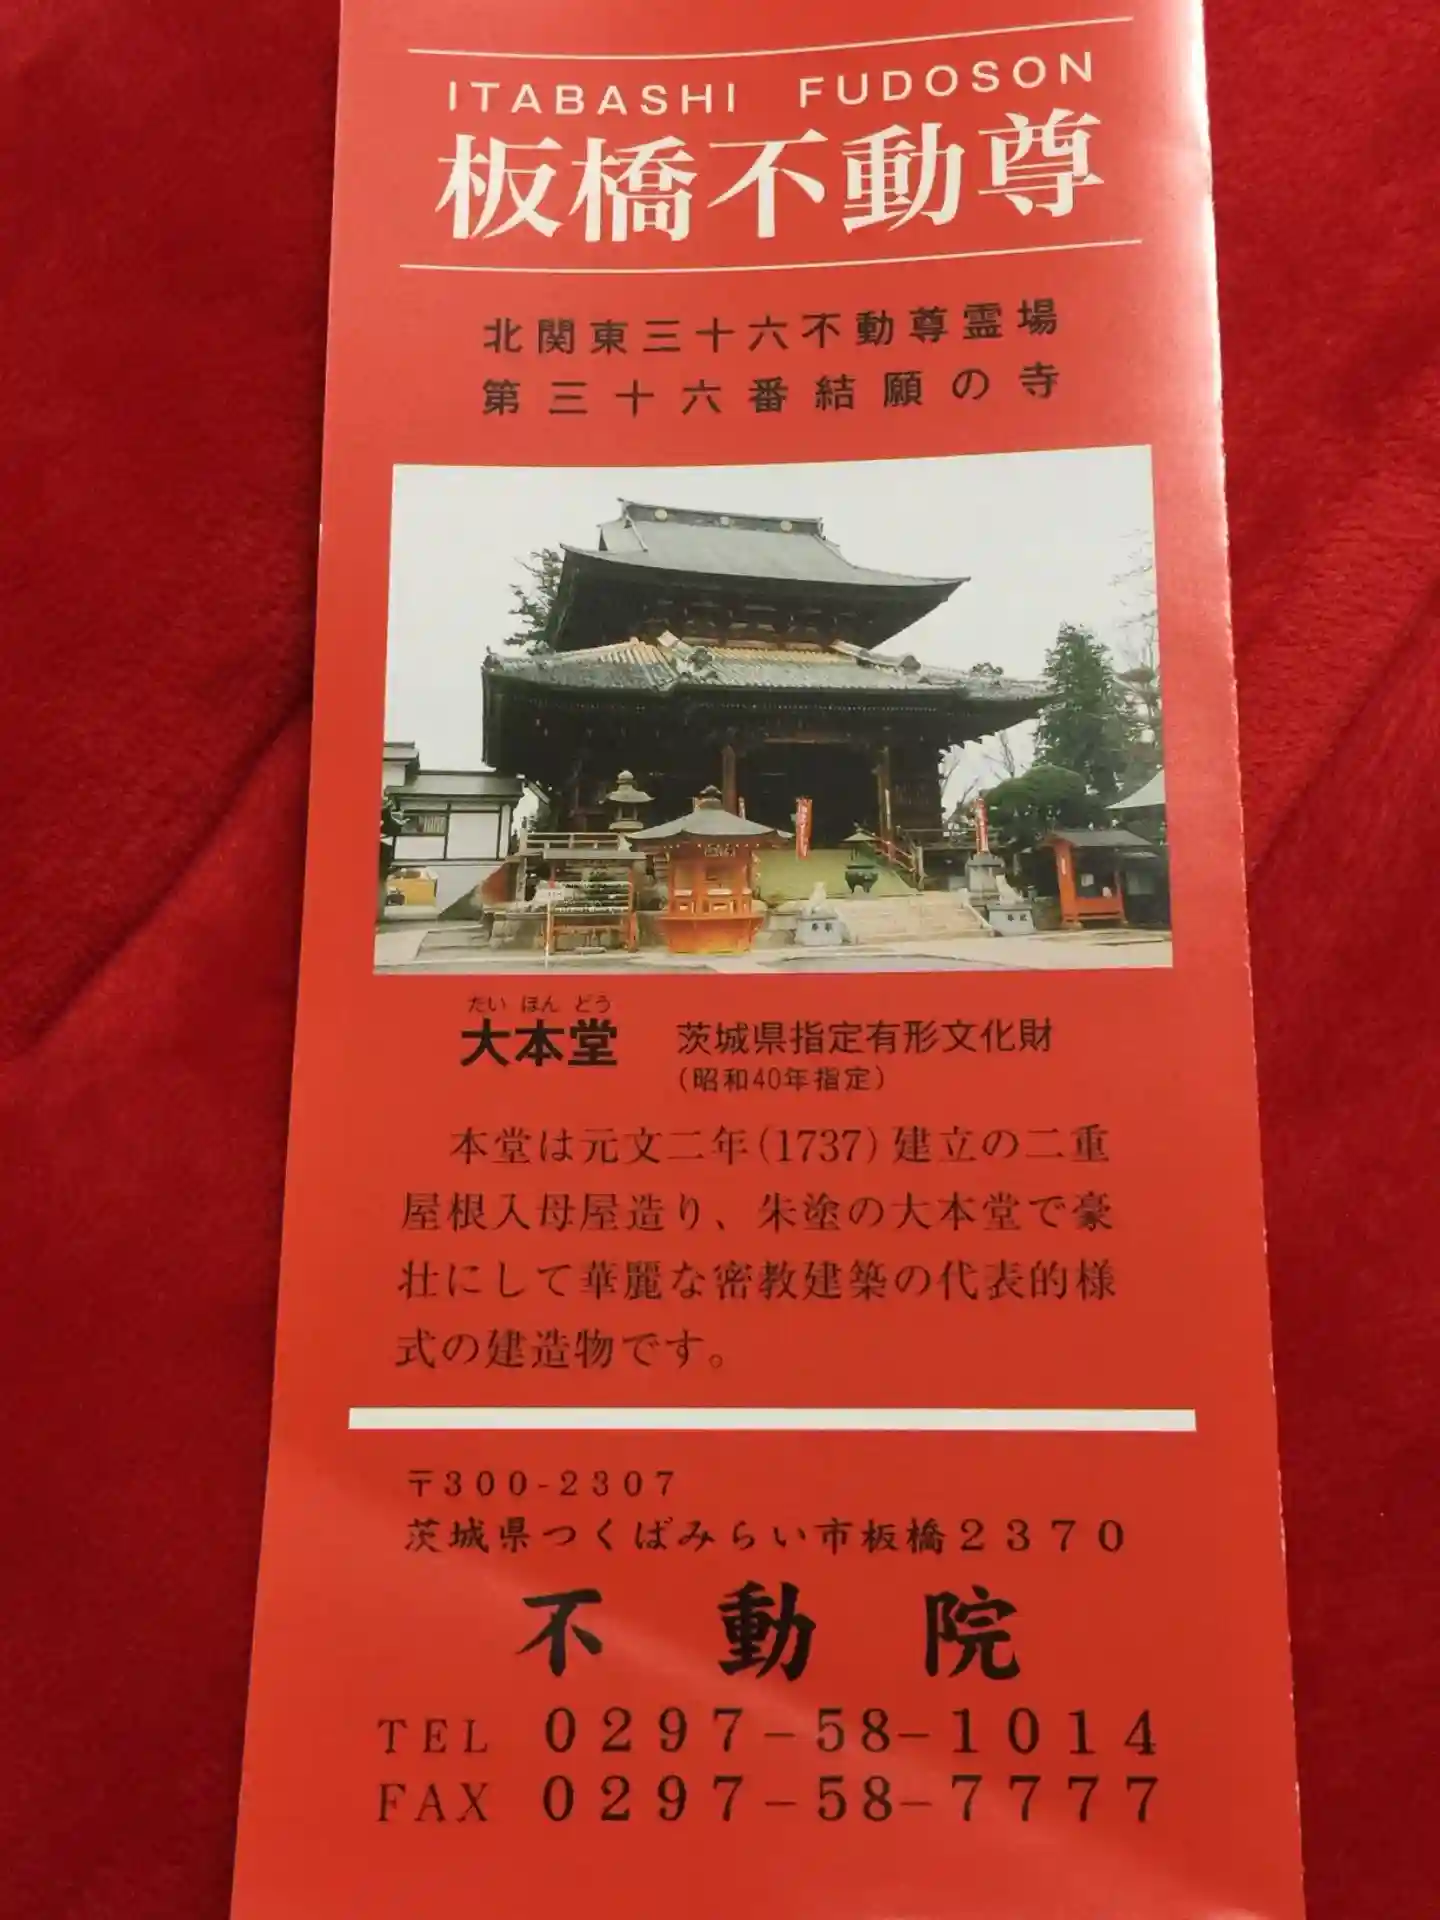 ITABASHI FUDOSON
板橋不動尊
北関東三十六不動尊霊場
第三十六番結願の寺
だい ほん どう
大本堂 茨城県指定有形文化財
(昭和40年指定)
本堂は元文二年(1737)建立の二重
屋根入母屋造り、朱塗の大本堂で豪
壮にして華麗な密教建築の代表的様
式の建造物です。
〒300-2307
茨城県つくばみらい市板橋2370
不動院
TEL 0297-58-1014
FAX 0297-58-7777